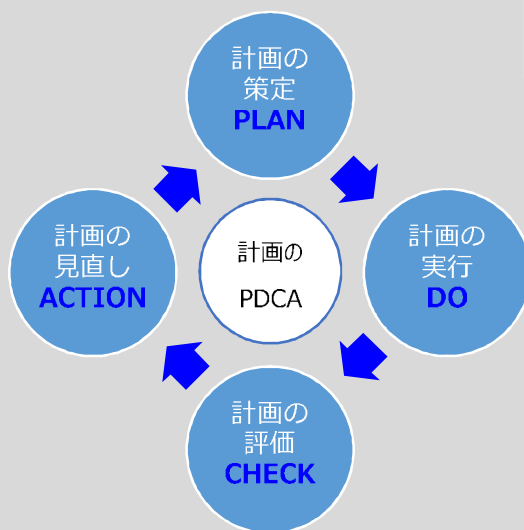 計画の
策定
PLAN
計画の
見直し
ACTION
計画の
PDCA
計画の
実行
DO
計画の
評価
CHECK